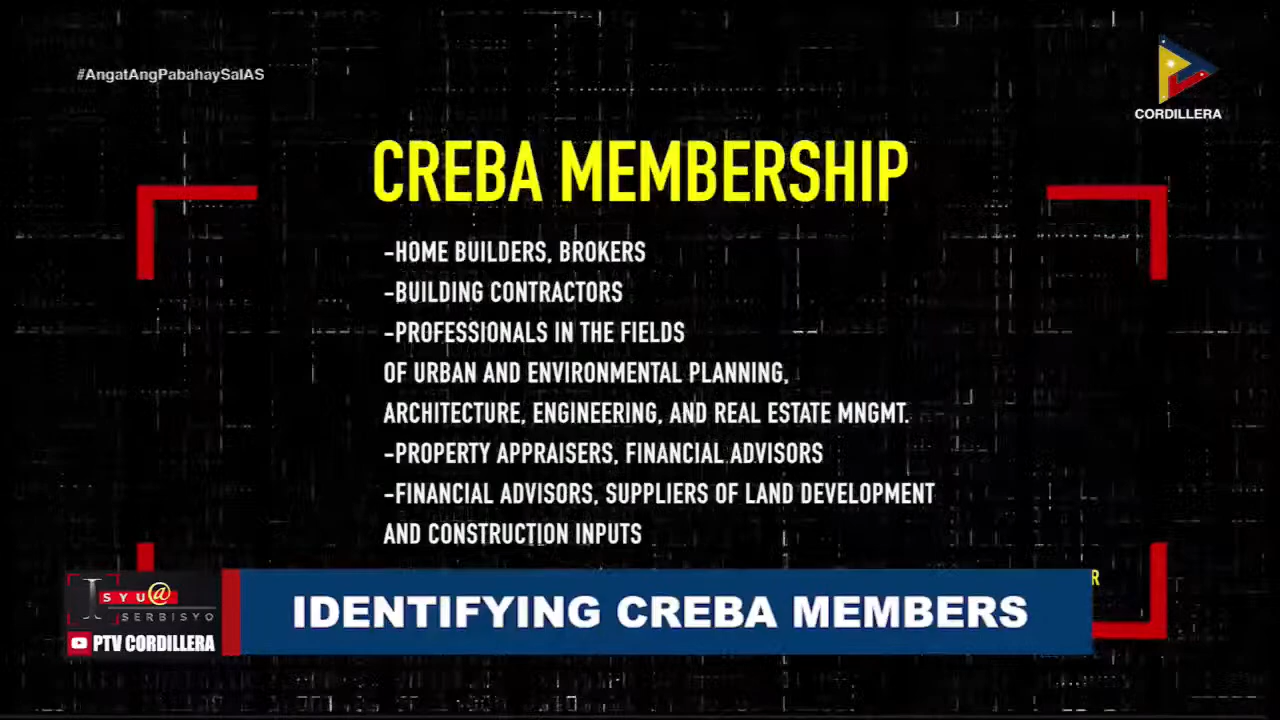 #AngatAngPabahaySaIAS
CORDILLERA
CREBA MEMBERSHIP
-HOME BUILDERS, BROKERS
-BUILDING CONTRACTORS
-PROFESSIONALS IN THE FIELDS
OF URBAN AND ENVIRONMENTAL PLANNING,
ARCHITECTURE, ENGINEERING, AND REAL ESTATE MNGMT.
-PROPERTY APPRAISERS, FINANCIAL ADVISORS
-FINANCIAL ADVISORS, SUPPLIERS OF LAND DEVELOPMENT
AND CONSTRUCTION INPUTS
ISYU@
SERBISYO
PTV CORDILLERA
IDENTIFYING CREBA MEMBERS